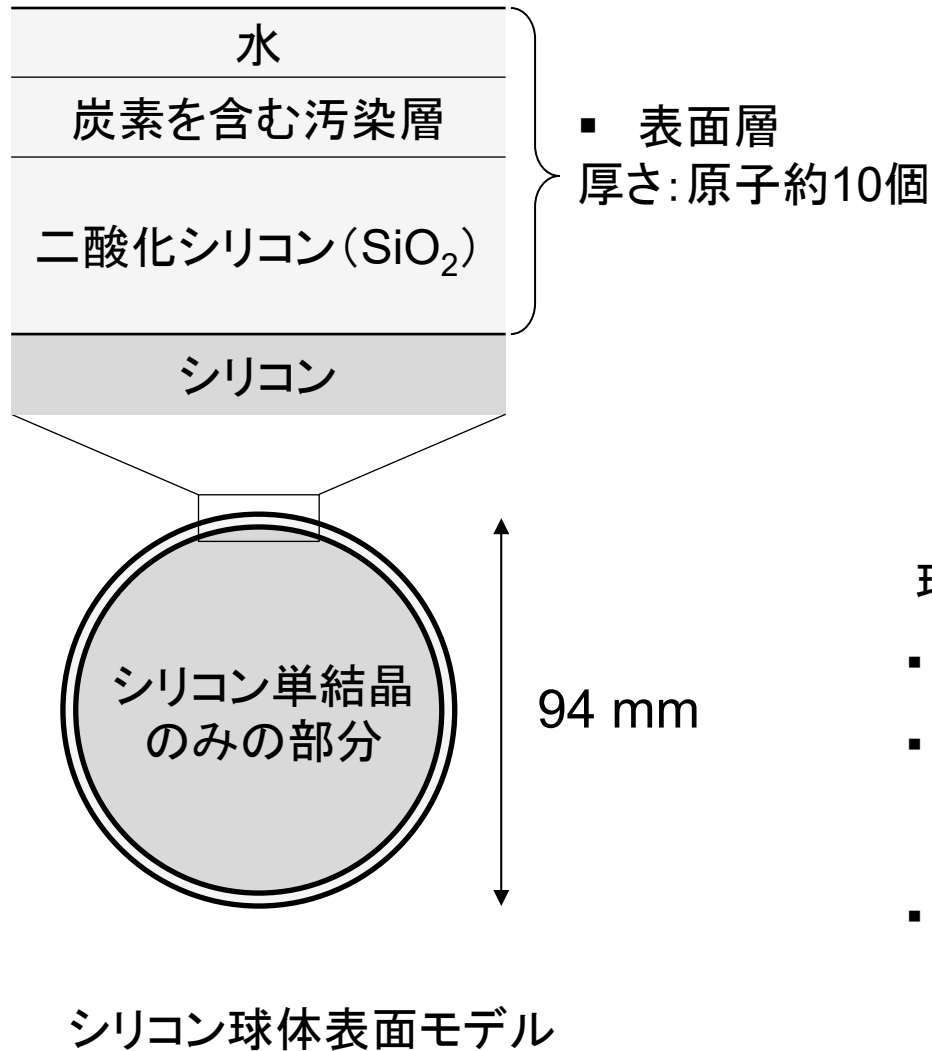 水
炭素を含む汚染層
二酸化シリコン（SiO₂）
シリコン
▪ 表面層
厚さ：原子約10個
シリコン単結晶
のみの部分
94 mm
シリコン球体表面モデル